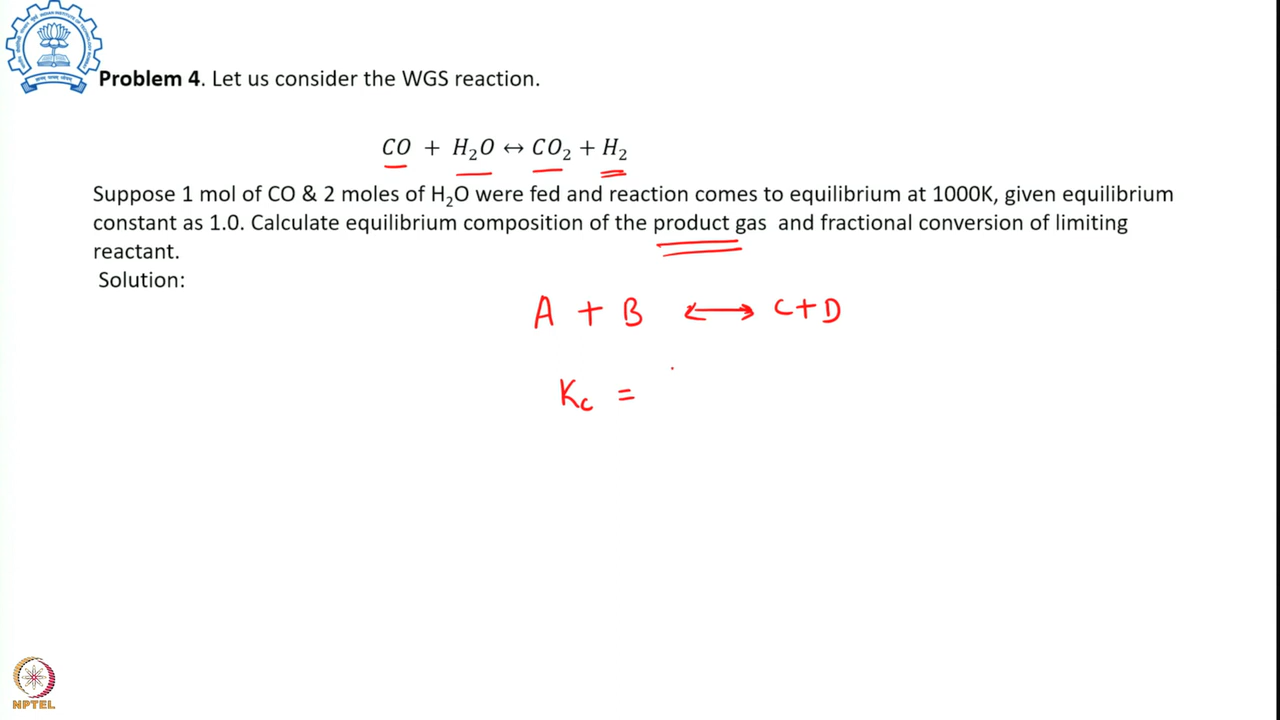 Problem 4. Let us consider the WGS reaction.
CO + H₂O ↔ CO₂ + H₂
Suppose 1 mol of CO & 2 moles of H₂O were fed and reaction comes to equilibrium at 1000K, given equilibrium
constant as 1.0. Calculate equilibrium composition of the product gas and fractional conversion of limiting
reactant.
Solution:
A + B ↔ C + D
Kc =
NPTEL